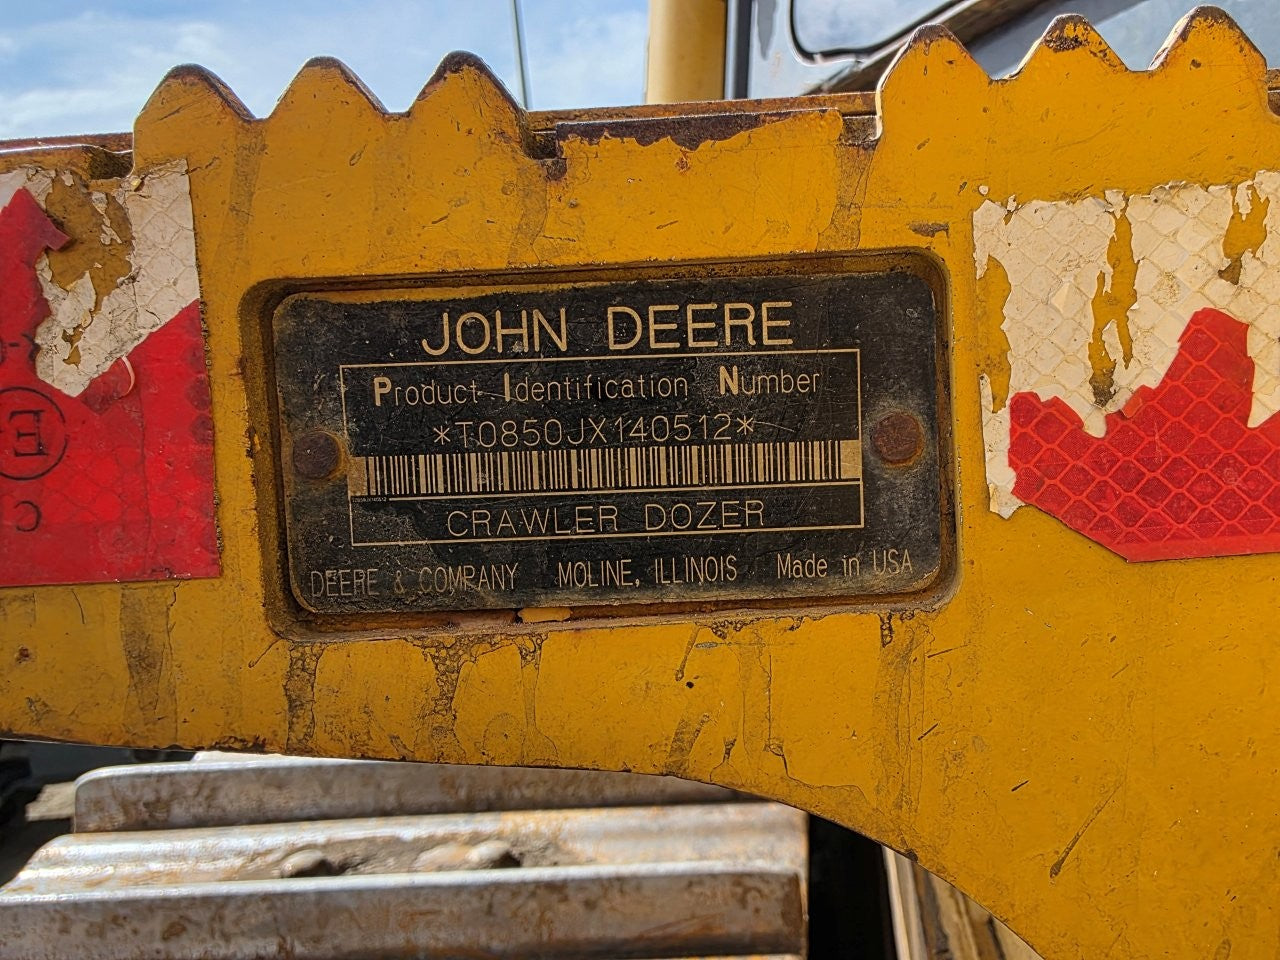 JOHN DEERE
Product Identification Number
*T0850JX140512*
CRAWLER DOZER
DEERE & COMPANY MOLINE, ILLINOIS Made in USA
E
C